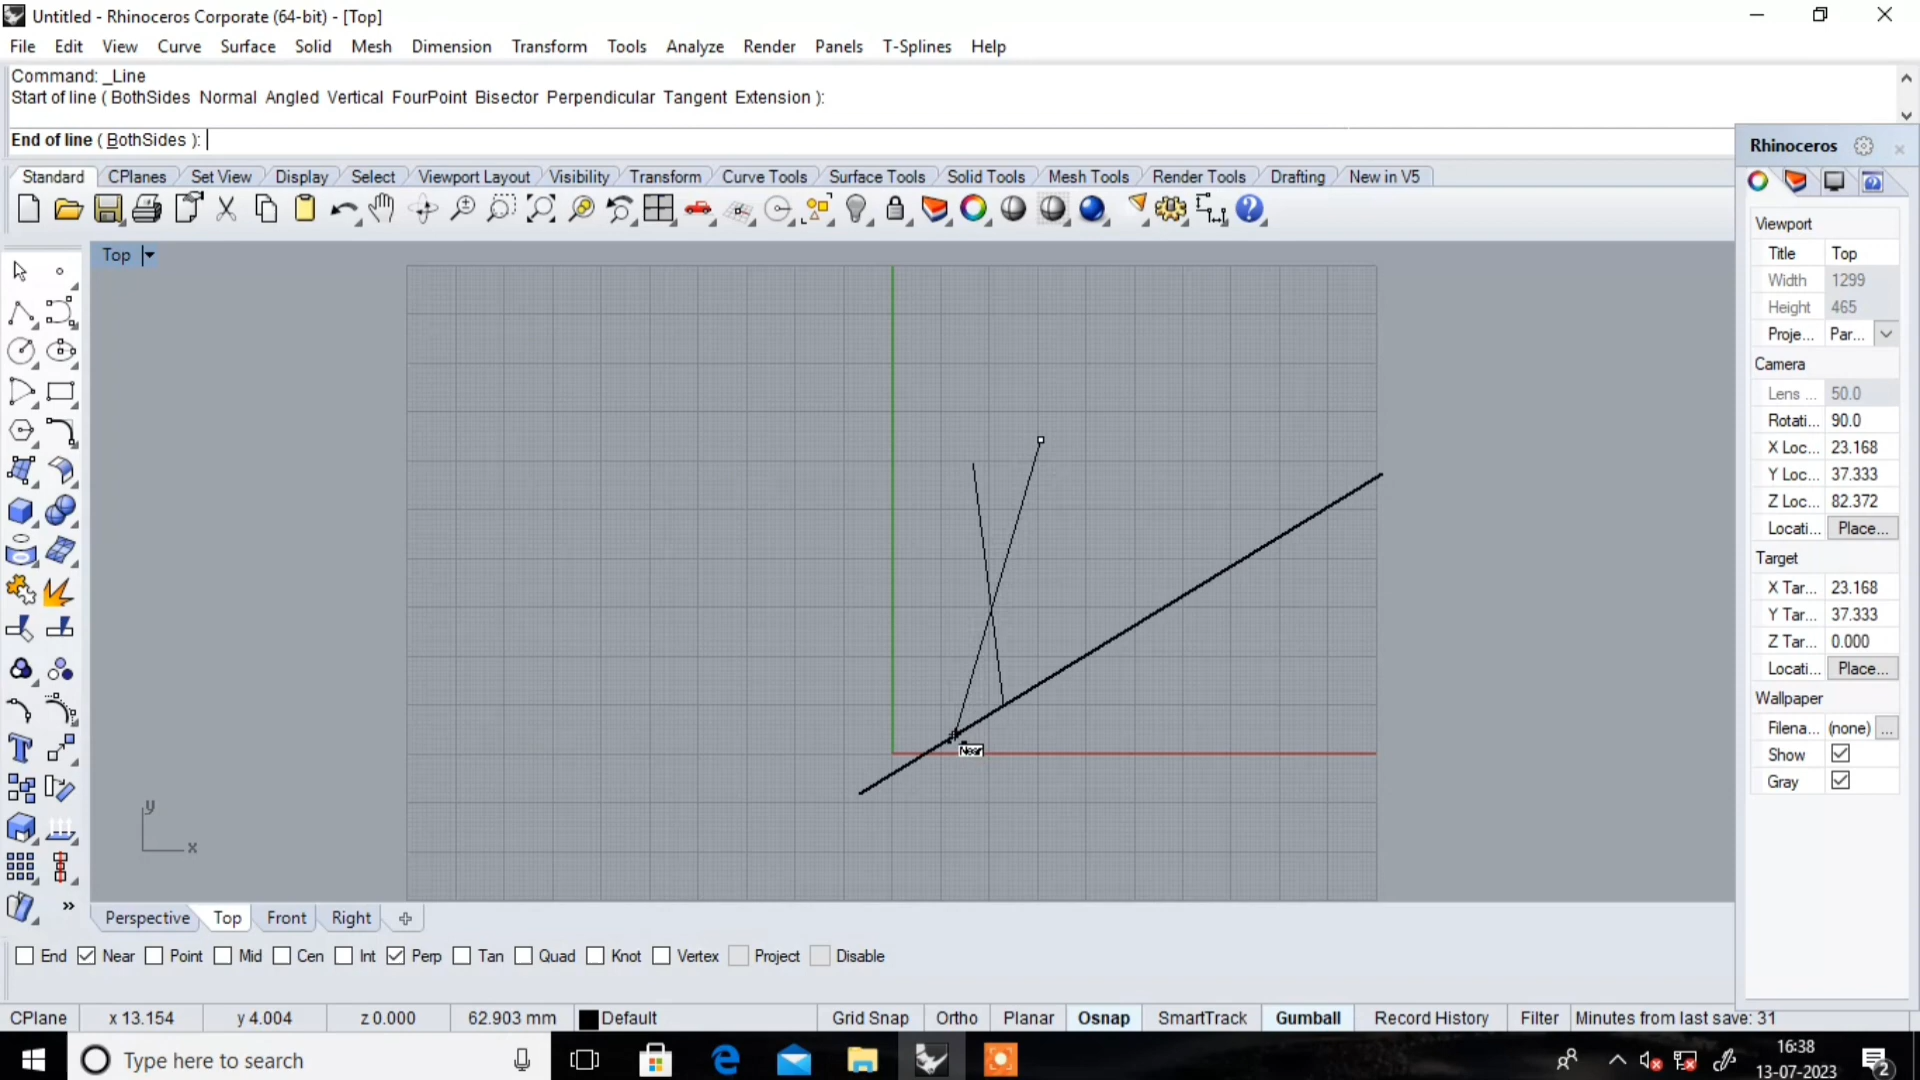 Untitled - Rhinoceros Corporate (64-bit) - [Top]
File Edit View Curve Surface Solid Mesh Dimension Transform Tools Analyze Render Panels T-Splines Help
Command: _Line
Start of line ( BothSides Normal Angled Vertical FourPoint Bisector Perpendicular Tangent Extension ):
End of line ( BothSides ):
Rhinoceros
Standard CPlanes Set View Display Select Viewport Layout Visibility Transform Curve Tools Surface Tools Solid Tools Mesh Tools Render Tools Drafting New in V5
Top
Viewport
Title Top
Width 1299
Height 465
Proje... Par...
Camera
Lens ... 50.0
Rotati... 90.0
X Loc... 23.168
Y Loc... 37.333
Z Loc... 82.372
Locati... Place...
Target
X Tar... 23.168
Y Tar... 37.333
Z Tar... 0.000
Locati... Place...
Wallpaper
Filena... (none) ...
Show
Gray
Near
y
x
Perspective Top Front Right
End Near Point Mid Cen Int Perp Tan Quad Knot Vertex Project Disable
CPlane x 13.154 y 4.004 z 0.000 62.903 mm Default Grid Snap Ortho Planar Osnap SmartTrack Gumball Record History Filter Minutes from last save: 31
Type here to search
16:38
13-07-2023
2